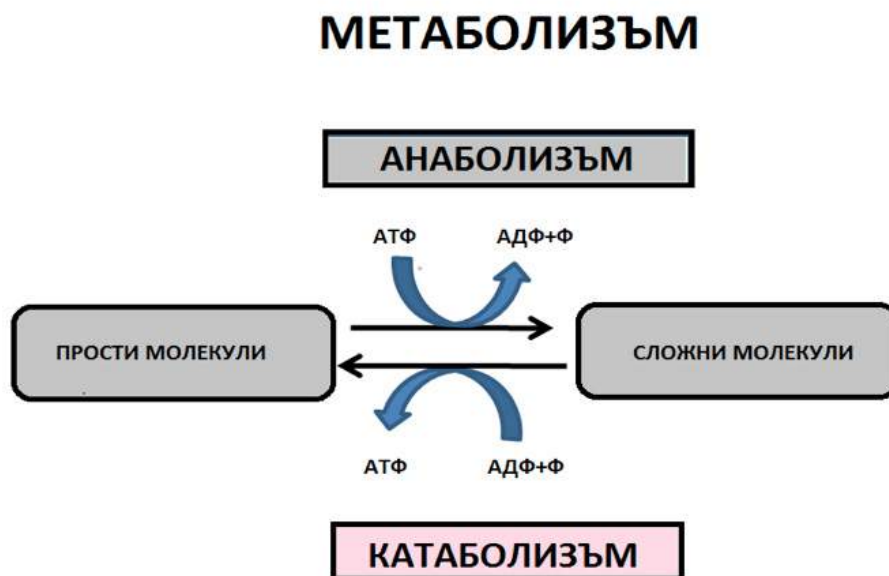 МЕТАБОЛИЗЪМ
АНАБОЛИЗЪМ
АТФ АДФ+Ф
ПРОСТИ МОЛЕКУЛИ СЛОЖНИ МОЛЕКУЛИ
АТФ АДФ+Ф
КАТАБОЛИЗЪМ